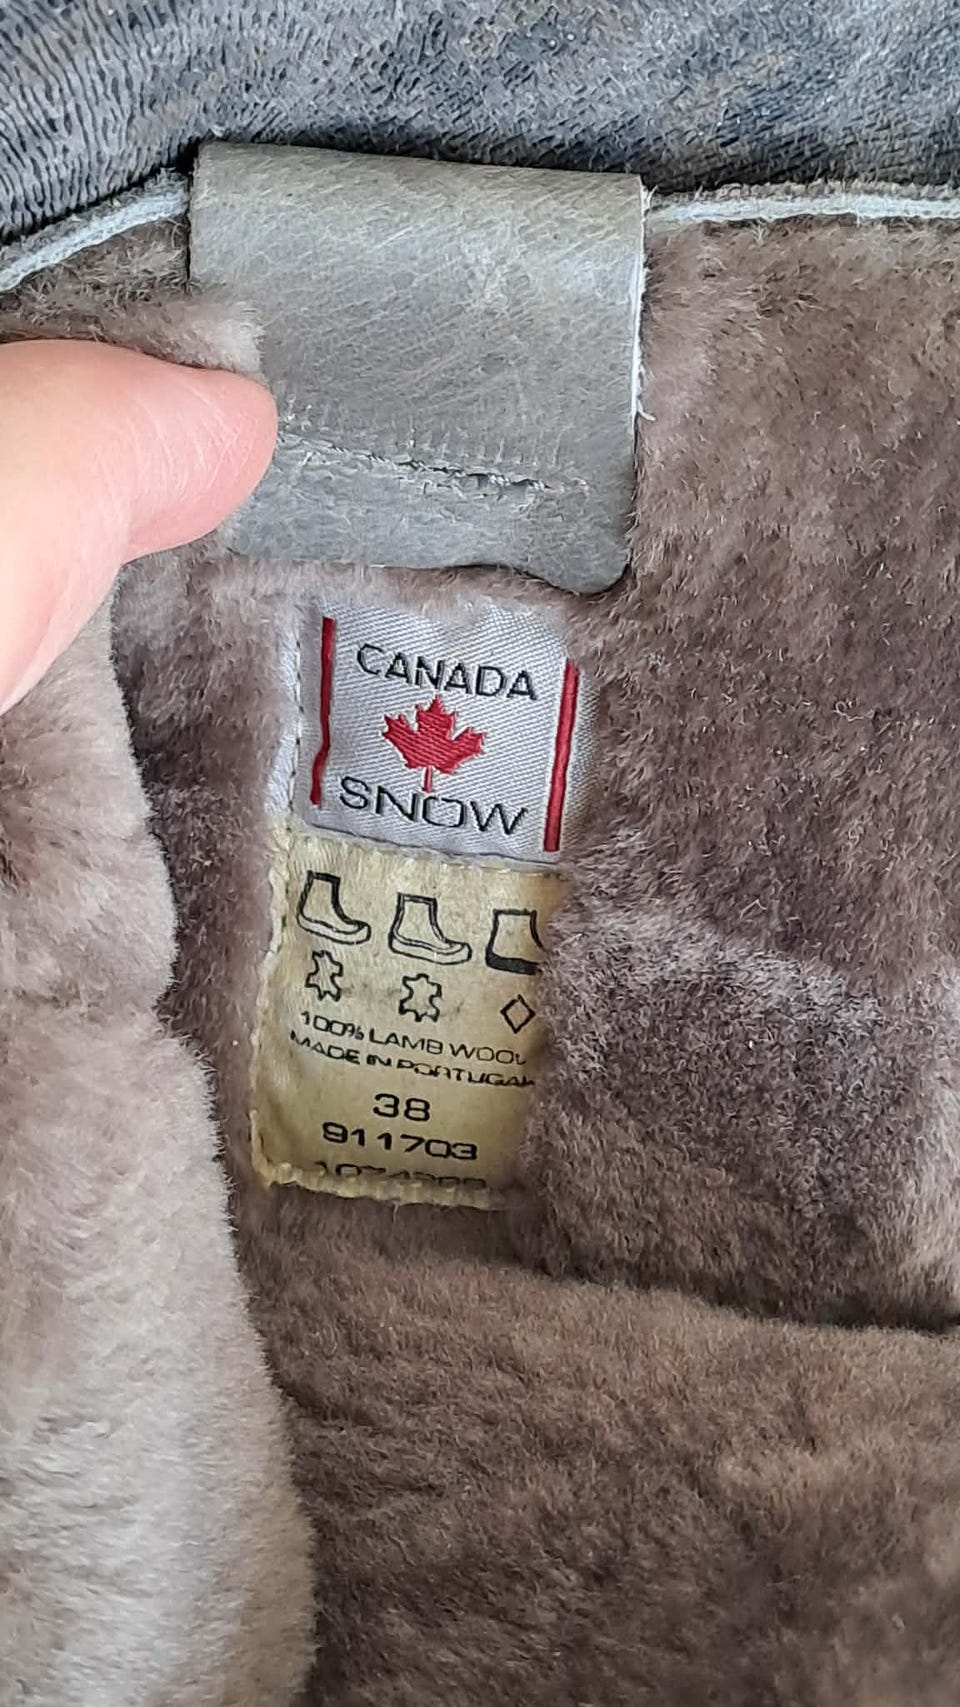 CANADA
SNOW
100% LAMB WOOL
MADE IN PORTUGAL
38
911703